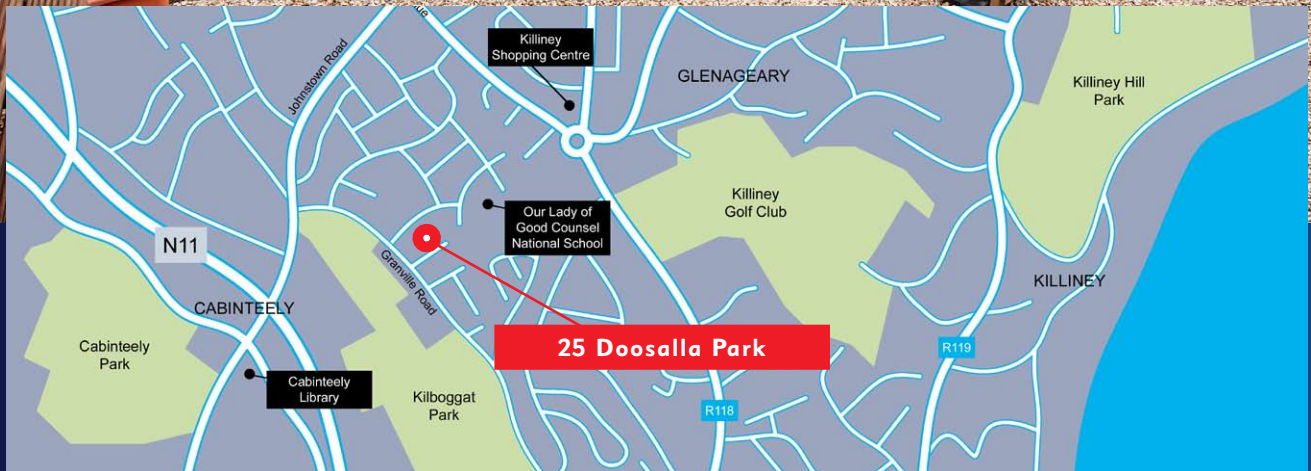 Killiney
Shopping Centre
GLENAGEARY
Killiney Hill
Park
Johnstown Road
Killiney
Golf Club
Our Lady of
Good Counsel
National School
N11
Granville Road
KILLINEY
CABINTEELY
25 Doosalla Park
R119
Cabinteely
Park
Cabinteely
Library
Kilboggat
Park
R118